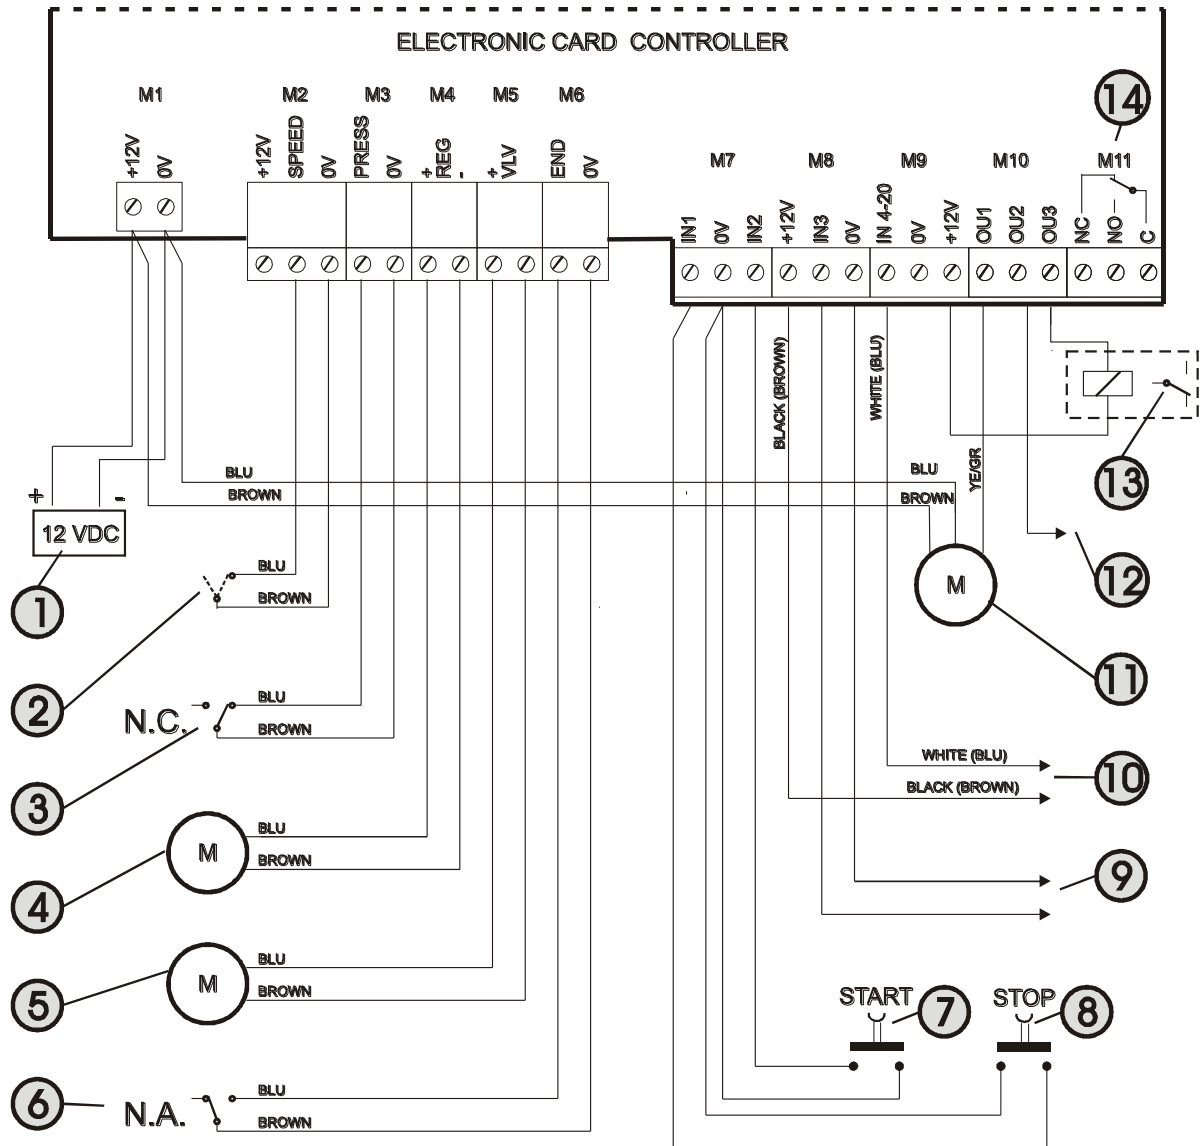 ELECTRONIC CARD CONTROLLER
M1
M2
M3
M4
M5
M6
M7
M8
M9
M10
M11
14
+12V
0V
+12V
SPEED
0V
PRESS
0V
+ REG -
+ VLV
END
0V
IN1
0V
IN2
+12V
IN3
0V
IN 4-20
0V
+12V
OU1
OU2
OU3
NC
NO
C
BLACK (BROWN)
WHITE (BLU)
YE/GR
BLU
BROWN
BLU
BROWN
+ -
12 VDC
1
13
12
M
11
BLU
BROWN
2
N.C.
BLU
BROWN
3
WHITE (BLU)
BLACK (BROWN)
10
M
BLU
BROWN
4
9
M
BLU
BROWN
5
START
7
STOP
8
6
N.A.
BLU
BROWN